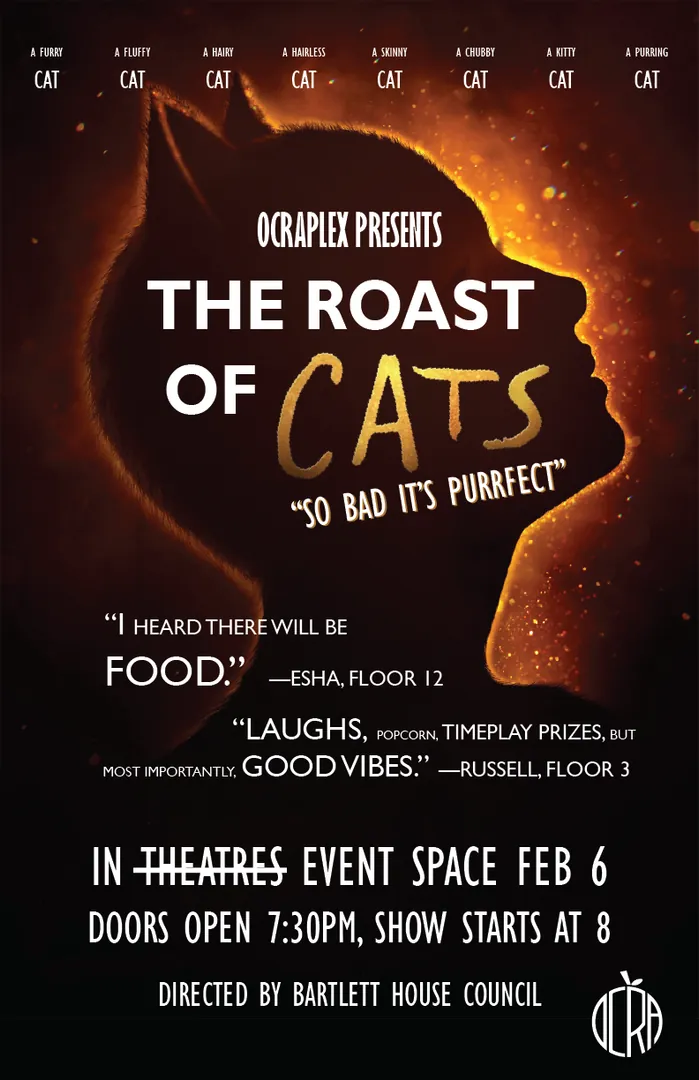 A FURRY A FLUFFY A HAIRY A HAIRLESS A SKINNY A CHUBBY A KITTY A PURRING
CAT CAT CAT CAT CAT CAT CAT CAT
OCRAPLEX PRESENTS
THE ROAST
OF CATS
“SO BAD IT’S PURRFECT”
“I HEARD THERE WILL BE
FOOD.” —ESHA, FLOOR 12
“LAUGHS, POPCORN, TIMEPLAY PRIZES, BUT
MOST IMPORTANTLY, GOOD VIBES.” —RUSSELL, FLOOR 3
IN THEATRES EVENT SPACE FEB 6
DOORS OPEN 7:30PM, SHOW STARTS AT 8
DIRECTED BY BARTLETT HOUSE COUNCIL
OCRA